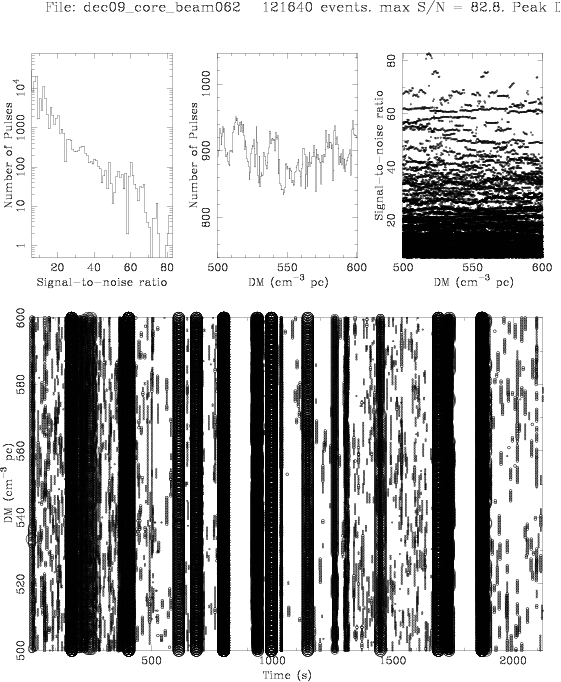 File: dec09_core_beam062 121640 events. max S/N = 82.8. Peak
10⁴
1000
100
10
1
Number of Pulses
20 40 60 80
Signal-to-noise ratio
1000
900
800
Number of Pulses
500 550 600
DM (cm⁻³ pc)
80
60
40
20
Signal-to-noise ratio
500 550 600
DM (cm⁻³ pc)
600
580
560
540
520
500
DM (cm⁻³ pc)
500 1000 1500 2000
Time (s)